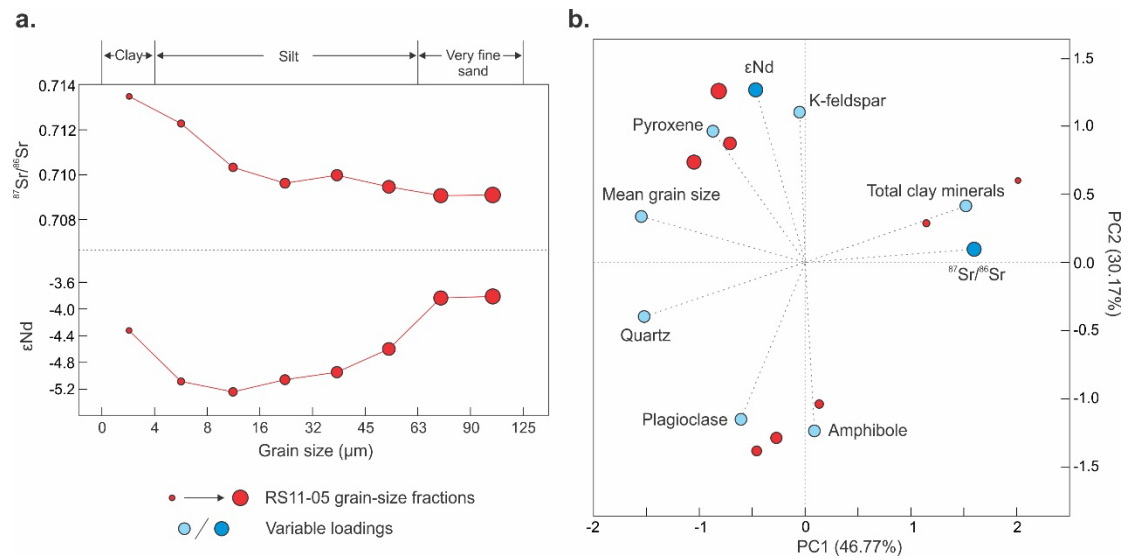 a.
Clay
Silt
Very fine
sand
0.714
0.712
0.710
0.708
⁸⁷Sr/⁸⁶Sr
-3.6
-4.0
-4.4
-4.8
-5.2
εNd
0 4 8 16 32 45 63 90 125
Grain size (µm)
RS11-05 grain-size fractions
Variable loadings
b.
εNd
K-feldspar
Pyroxene
Mean grain size
Total clay minerals
⁸⁷Sr/⁸⁶Sr
Quartz
Plagioclase
Amphibole
1.5
1.0
0.5
0.0
-0.5
-1.0
-1.5
PC2 (30.17%)
-2 -1 0 1 2
PC1 (46.77%)